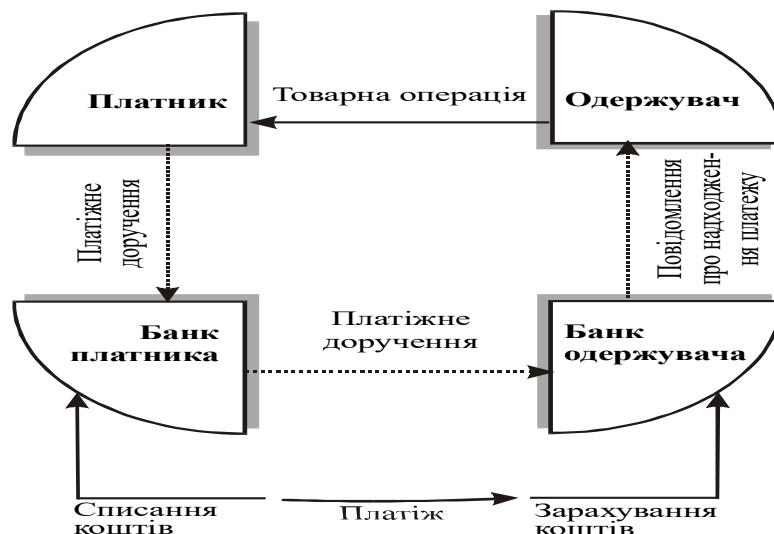 Платник
Товарна операція
Одержувач
Платіжне
доручення
Повідомлення
про надходжен-
ня платежу
Банк
платника
Платіжне
доручення
Банк
одержувача
Списання
коштів
Платіж
Зарахування
коштів